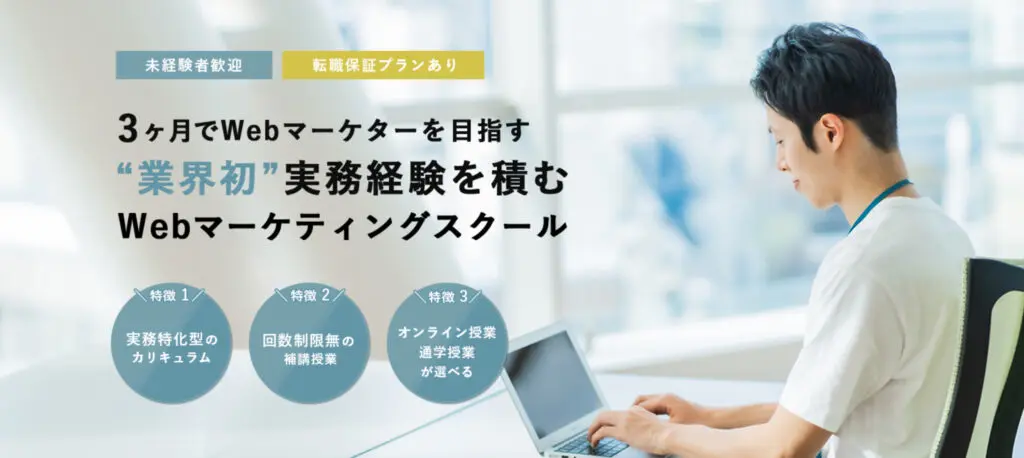 未経験者歓迎
転職保証プランあり
3ヶ月でWebマーケターを目指す
“業界初”実務経験を積む
Webマーケティングスクール
特徴1
実務特化型の
カリキュラム
特徴2
回数制限無の
補講授業
特徴3
オンライン授業
通学授業
が選べる